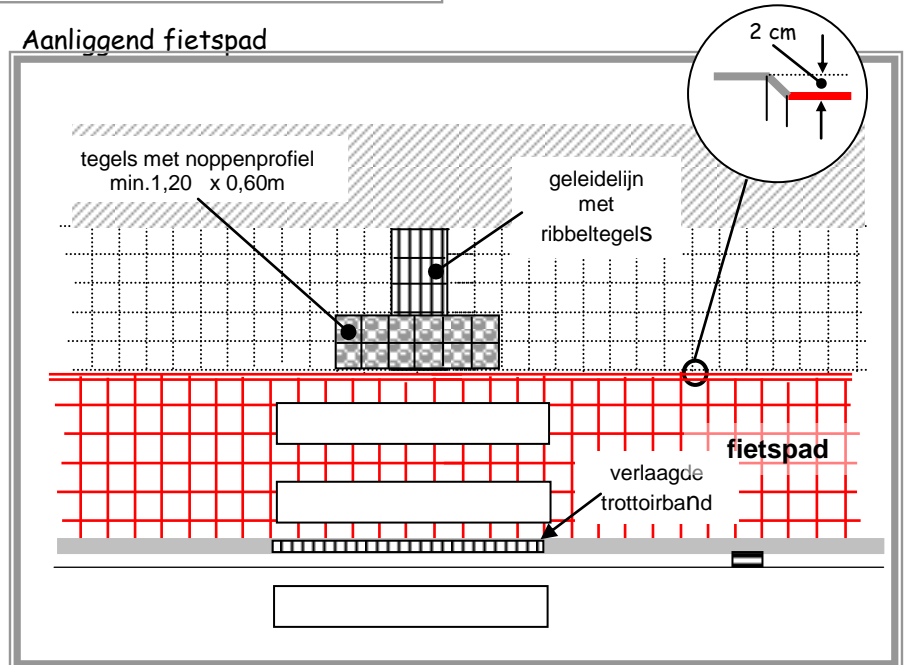 Aanliggend fietspad
2 cm
tegels met noppenprofiel
min.1,20 x 0,60m
geleidelijn
met
ribbeltegels
fietspad
verlaagde
trottoirband